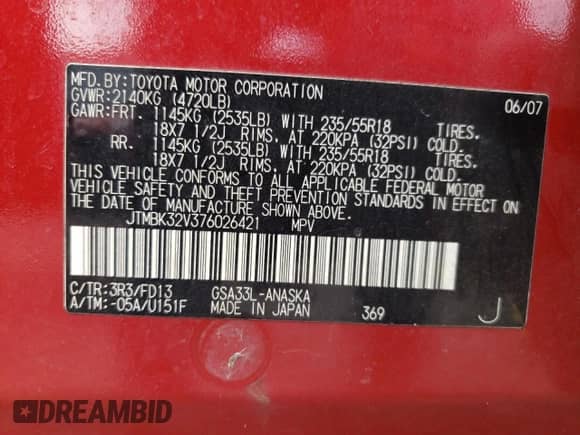 MFD. BY: TOYOTA MOTOR CORPORATION 06/07
GVWR: 2140KG (4720LB)
GAWR: FRT. 1145KG (2535LB) WITH 235/55R18 TIRES.
18X7 1/2J RIMS, AT 220KPA (32PSI) COLD.
RR. 1145KG (2535LB) WITH 235/55R18 TIRES.
18X7 1/2J RIMS, AT 220KPA (32PSI) COLD.
THIS VEHICLE CONFORMS TO ALL APPLICABLE FEDERAL MOTOR
VEHICLE SAFETY AND THEFT PREVENTION STANDARDS IN EFFECT ON
THE DATE OF MANUFACTURE SHOWN ABOVE.
JTMBK32V376026421 MPV
C/TR: 3R3/FD13 GSA33L-ANASKA
A/TM: -05A/U151F MADE IN JAPAN 369 J
DREAMBID